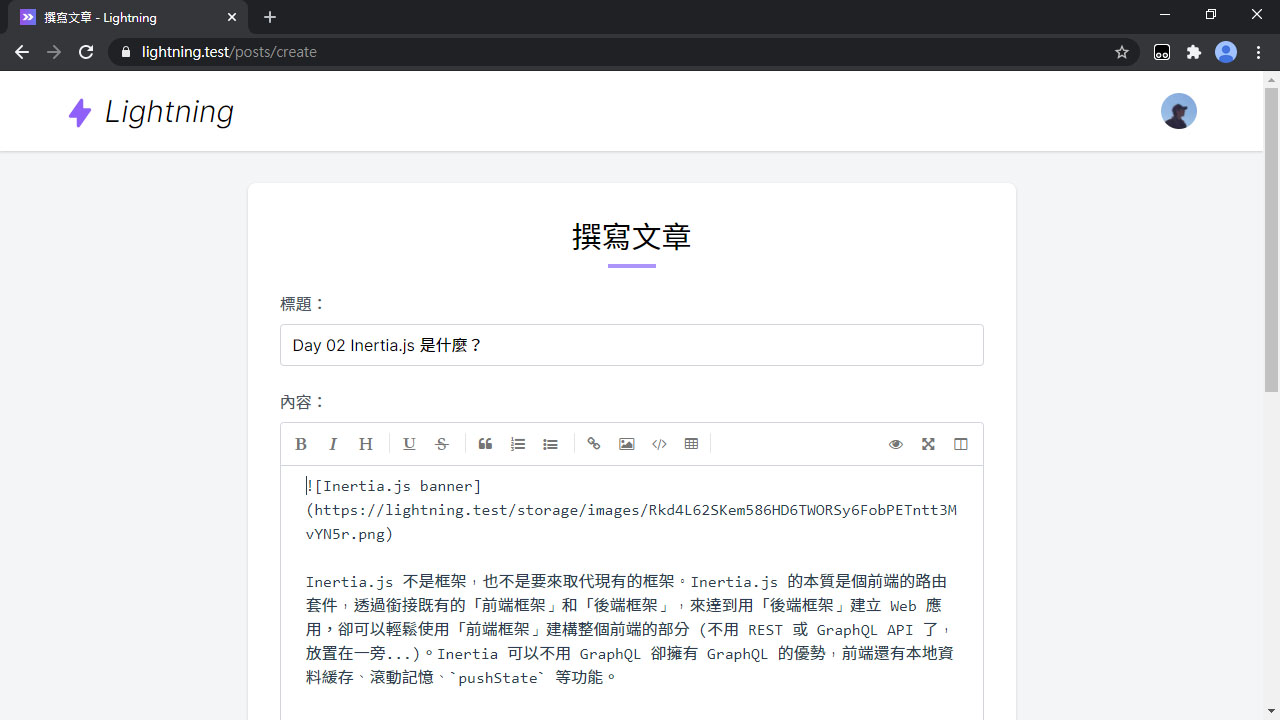 撰寫文章 - Lightning
lightning.test/posts/create
Lightning
撰寫文章
標題：
Day 02 Inertia.js 是什麼？
內容：
B I H U S
![Inertia.js banner]
(https://lightning.test/storage/images/Rkd4L62SKem586HD6TWORSy6FobPETntt3M
vYN5r.png)
Inertia.js 不是框架，也不是要來取代現有的框架。Inertia.js 的本質是個前端的路由
套件，透過銜接既有的「前端框架」和「後端框架」，來達到用「後端框架」建立 Web 應
用，卻可以輕鬆使用「前端框架」建構整個前端的部分 (不用 REST 或 GraphQL API 了，
放置在一旁...)。Inertia 可以不用 GraphQL 卻擁有 GraphQL 的優勢，前端還有本地資
料緩存、滾動記憶、`pushState` 等功能。